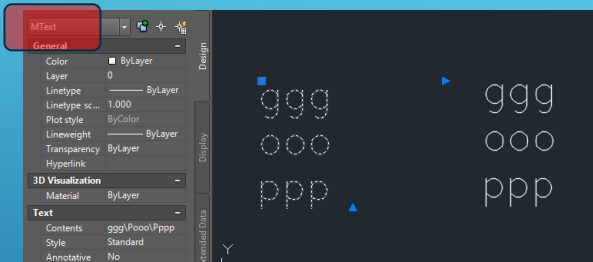 MText
General
Color ByLayer
Layer 0
Linetype ByLayer
Linetype sc... 1.000
Plot style ByColor
Lineweight ByLayer
Transparency ByLayer
Hyperlink
3D Visualization
Material ByLayer
Text
Contents ggg\Pooo\Pppp
Style Standard
Annotative No
Design
Display
xtended Data
ggg ggg
ooo ooo
ppp ppp
Y